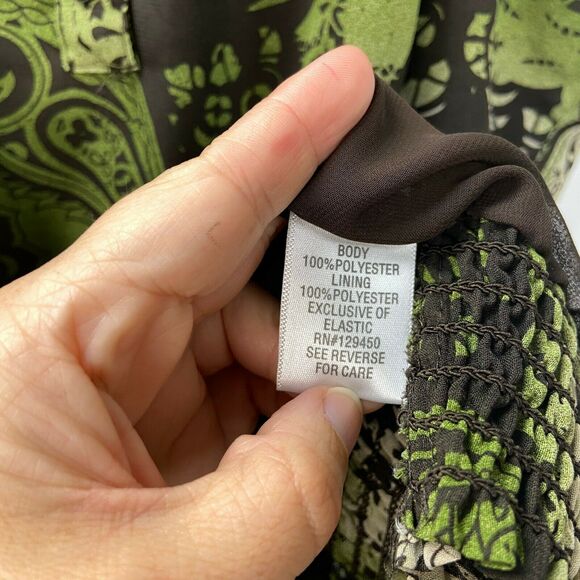 BODY
100%POLYESTER
LINING
100%POLYESTER
EXCLUSIVE OF
ELASTIC
RN#129450
SEE REVERSE
FOR CARE